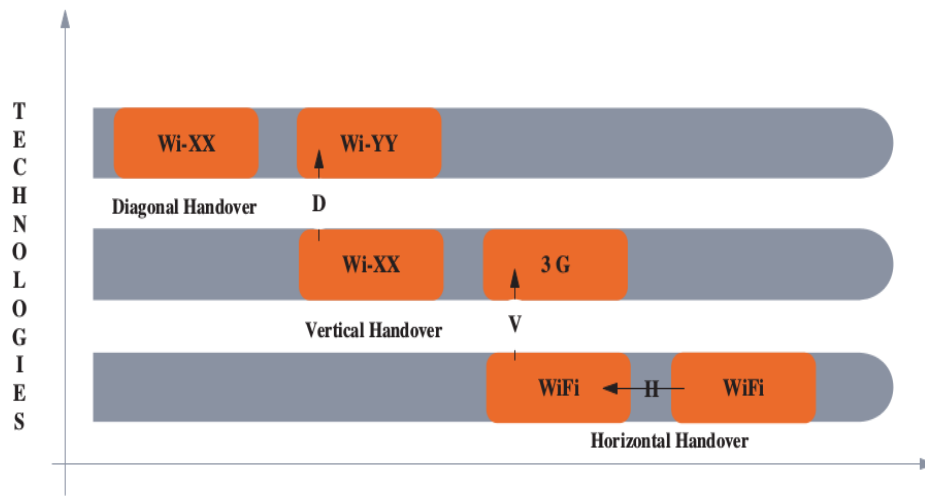 TECHNOLOGIES
Wi-XX
Wi-YY
Diagonal Handover
D
Wi-XX
3 G
Vertical Handover
V
WiFi
H
WiFi
Horizontal Handover